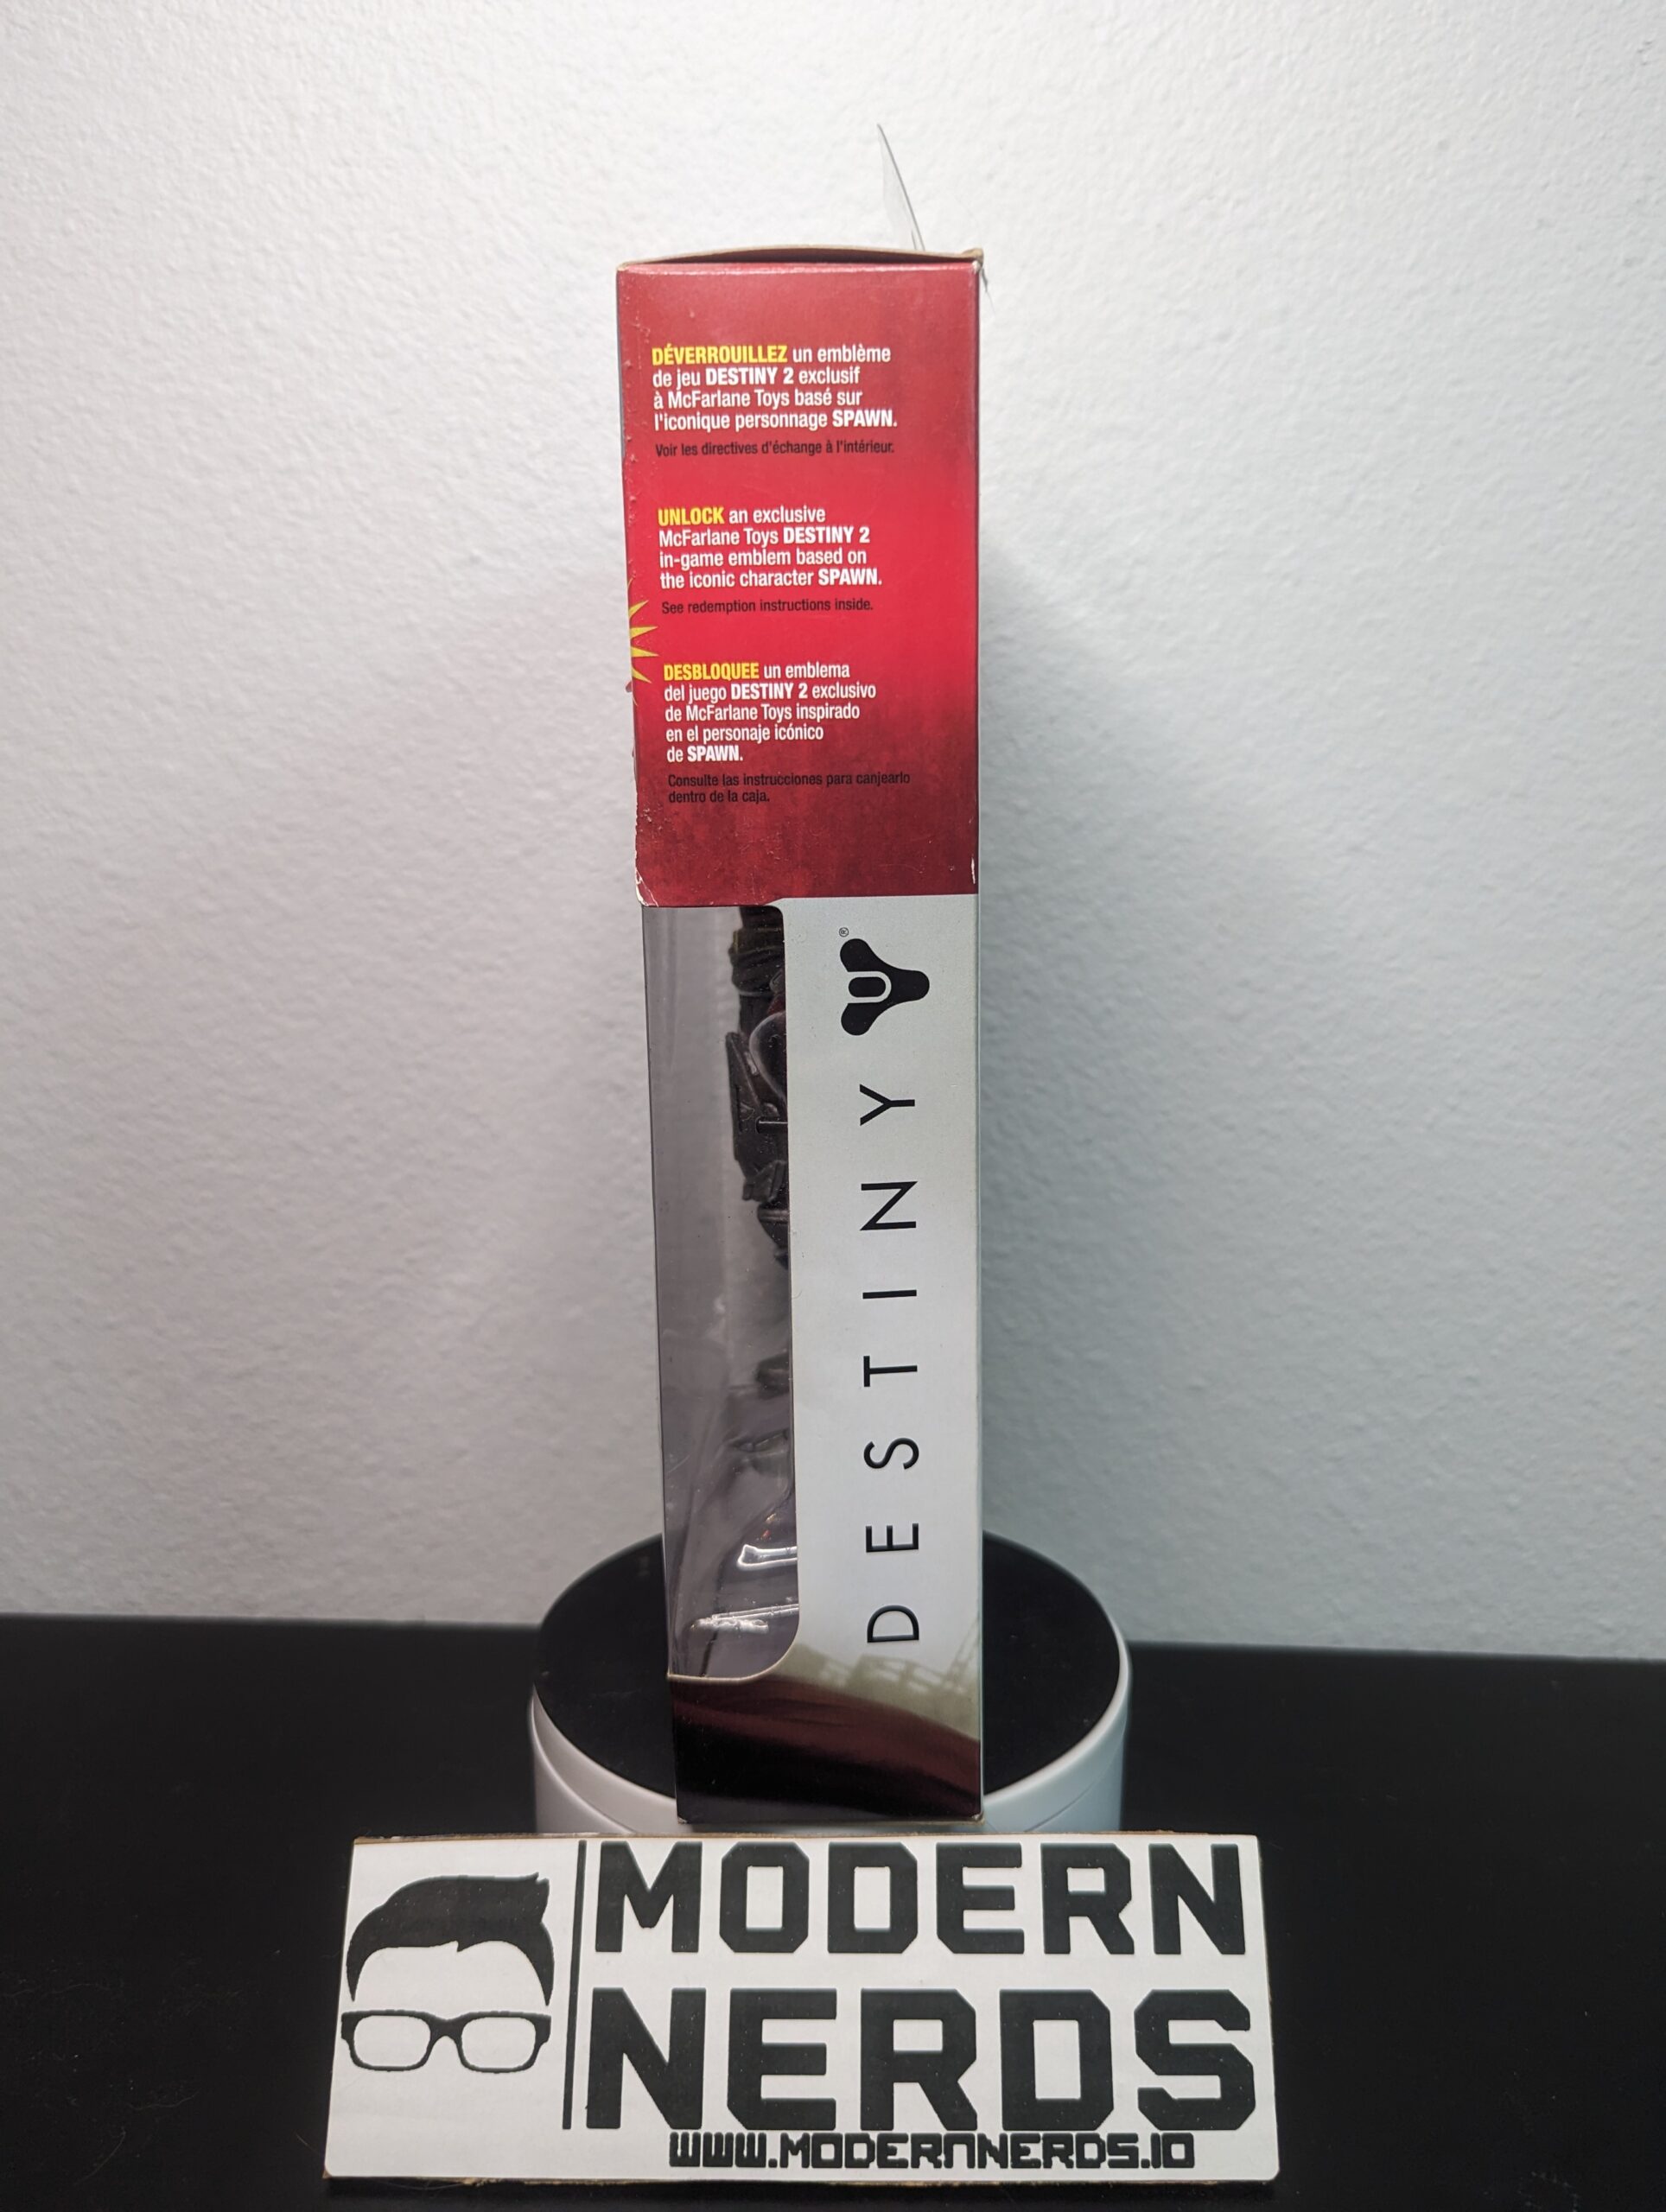 DÉVERROUILLEZ un emblème
de jeu DESTINY 2 exclusif
à McFarlane Toys basé sur
l'iconique personnage SPAWN.
Voir les directives d'échange à l'intérieur.
UNLOCK an exclusive
McFarlane Toys DESTINY 2
in-game emblem based on
the iconic character SPAWN.
See redemption instructions inside.
DESBLOQUEE un emblema
del juego DESTINY 2 exclusivo
de McFarlane Toys inspirado
en el personaje icónico
de SPAWN.
Consulte las instrucciones para canjearlo
dentro de la caja.
DESTINY ®
MODERN
NERDS
WWW.MODERNNERDS.IO